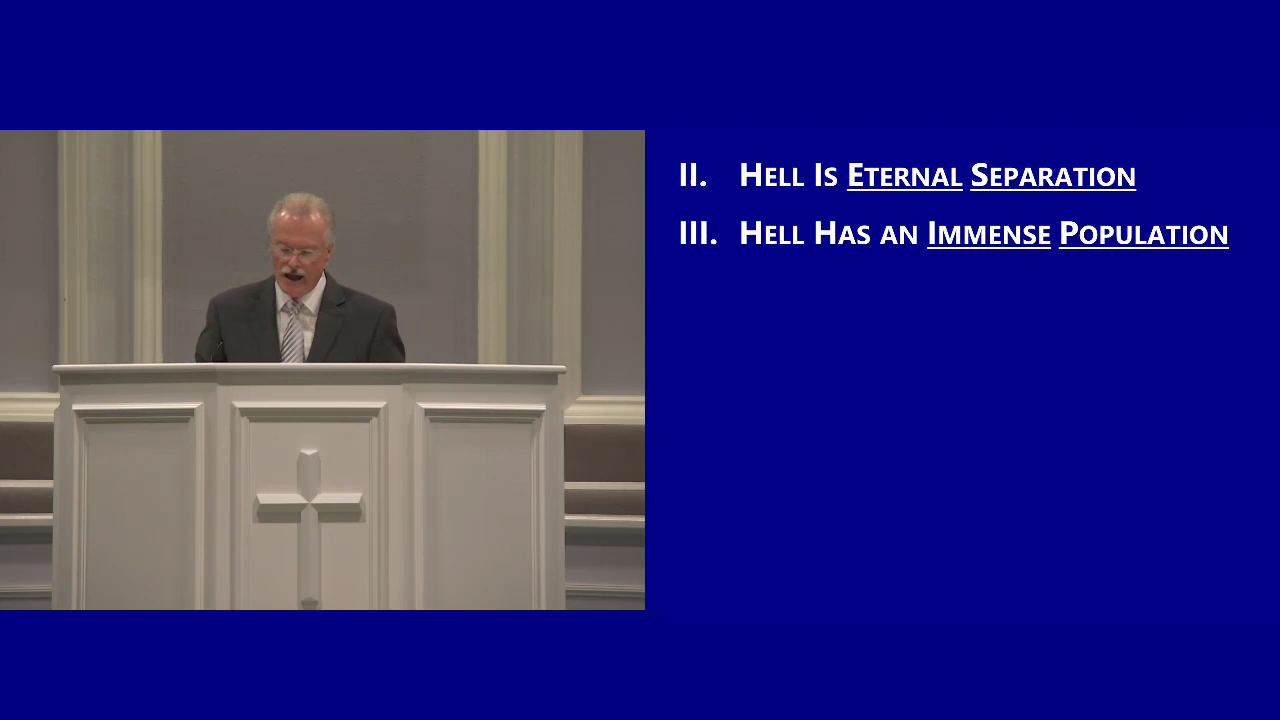 II. Hell Is Eternal Separation
III. Hell Has an Immense Population